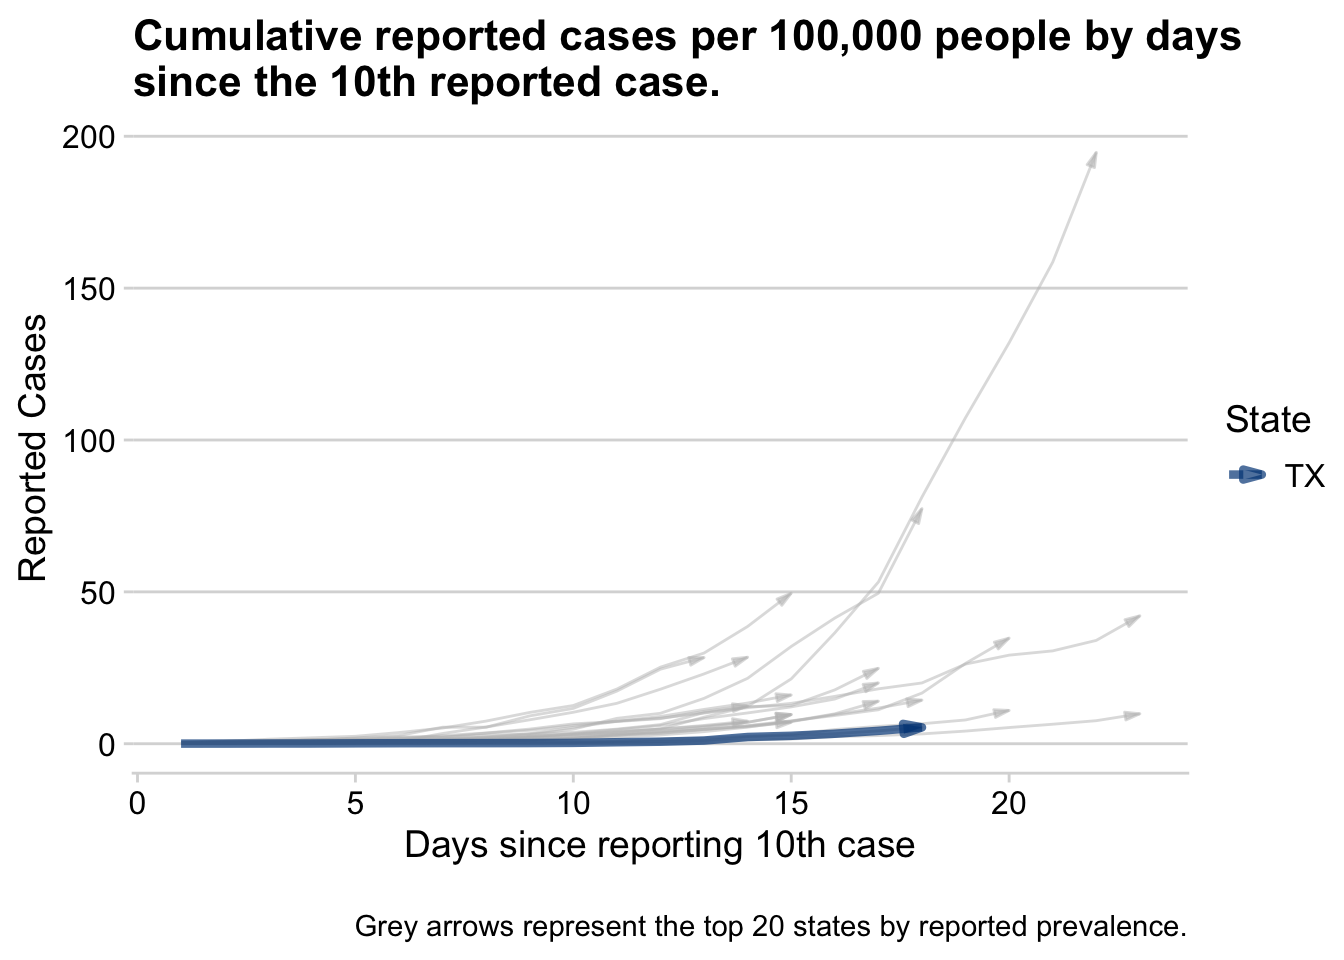 Cumulative reported cases per 100,000 people by days
since the 10th reported case.
200
150
100
50
0
Reported Cases
0 5 10 15 20
Days since reporting 10th case
State
TX
Grey arrows represent the top 20 states by reported prevalence.